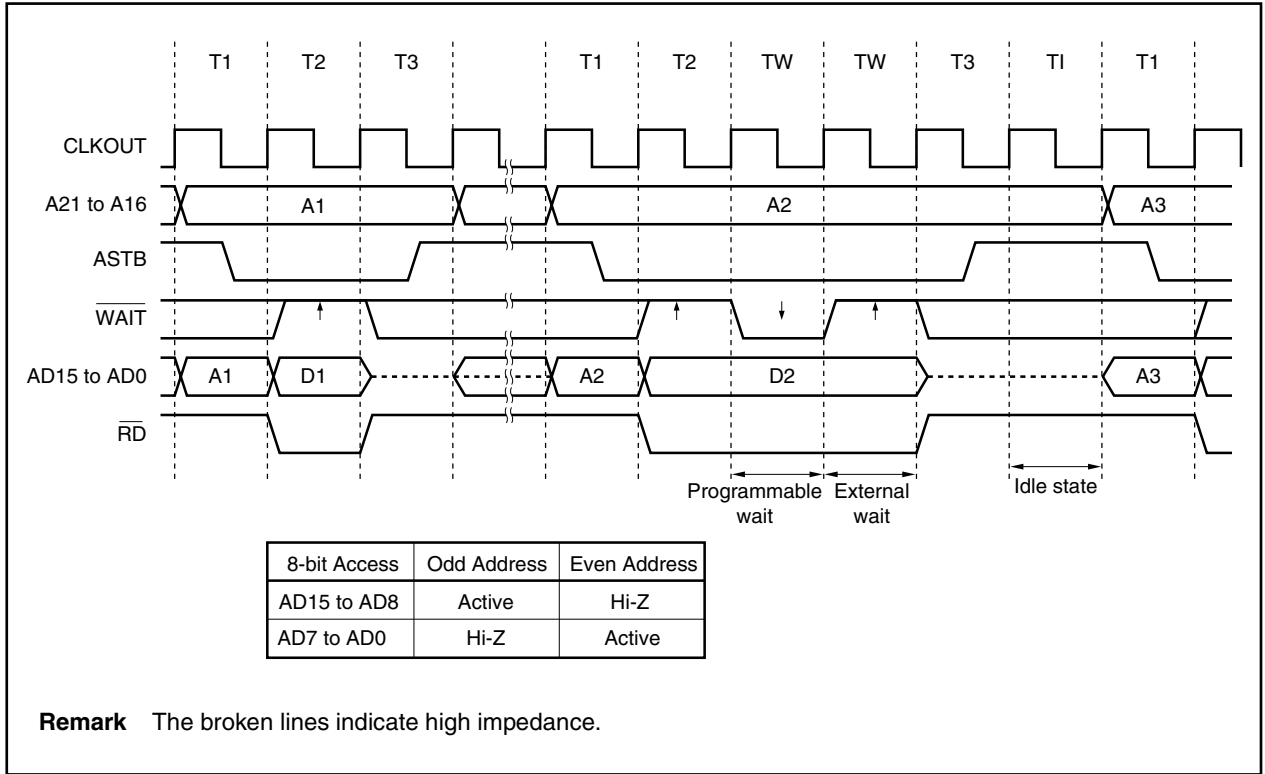 T1 T2 T3 T1 T2 TW TW T3 TI T1
CLKOUT
A21 to A16 A1 A2 A3
ASTB
WAIT
AD15 to AD0 A1 D1 A2 D2 A3
RD
Programmable wait
External wait
Idle state
8-bit Access Odd Address Even Address
AD15 to AD8 Active Hi-Z
AD7 to AD0 Hi-Z Active
Remark The broken lines indicate high impedance.